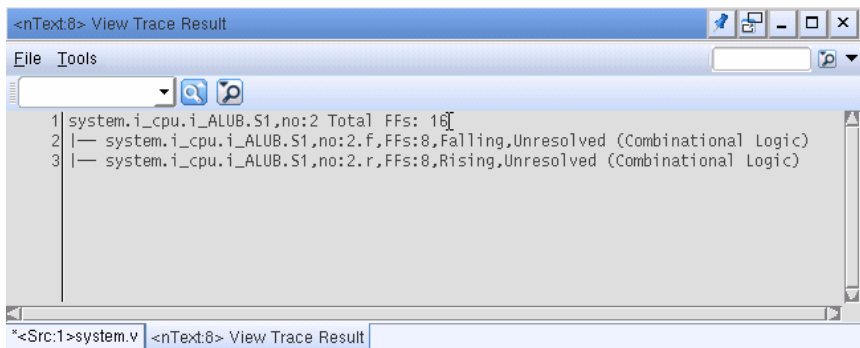 <nText:8> View Trace Result
File Tools
1 system.i_cpu.i_ALUB.S1,no:2 Total FFs: 16
2 |— system.i_cpu.i_ALUB.S1,no:2.f,FFs:8,Falling,Unresolved (Combinational Logic)
3 |— system.i_cpu.i_ALUB.S1,no:2.r,FFs:8,Rising,Unresolved (Combinational Logic)
*<Src:1>system.v <nText:8> View Trace Result